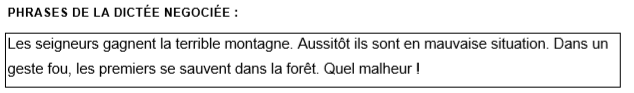 PHRASES DE LA DICTÉE NEGOCIÉE :
Les seigneurs gagnent la terrible montagne. Aussitôt ils sont en mauvaise situation. Dans un
geste fou, les premiers se sauvent dans la forêt. Quel malheur !